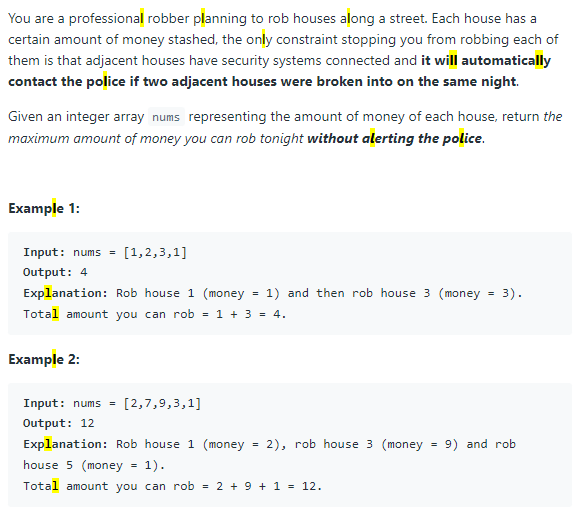 You are a professional robber planning to rob houses along a street. Each house has a
certain amount of money stashed, the only constraint stopping you from robbing each of
them is that adjacent houses have security systems connected and it will automatically
contact the police if two adjacent houses were broken into on the same night.
Given an integer array nums representing the amount of money of each house, return the
maximum amount of money you can rob tonight without alerting the police.
Example 1:
Input: nums = [1,2,3,1]
Output: 4
Explanation: Rob house 1 (money = 1) and then rob house 3 (money = 3).
Total amount you can rob = 1 + 3 = 4.
Example 2:
Input: nums = [2,7,9,3,1]
Output: 12
Explanation: Rob house 1 (money = 2), rob house 3 (money = 9) and rob
house 5 (money = 1).
Total amount you can rob = 2 + 9 + 1 = 12.